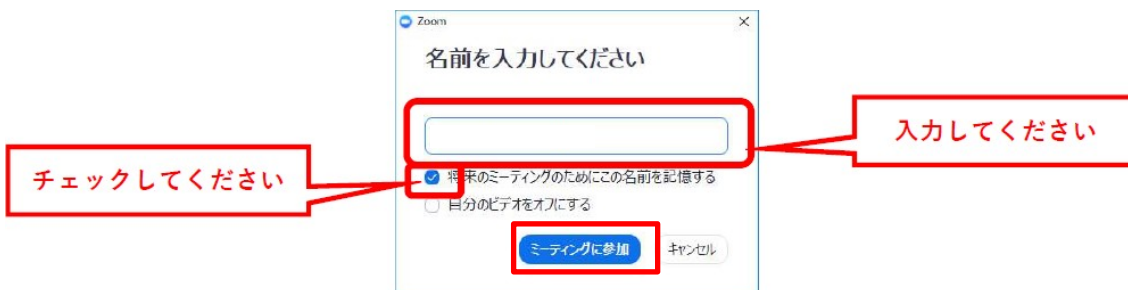 Zoom
名前を入力してください
入力してください
チェックしてください
将来のミーティングのためにこの名前を記憶する
自分のビデオをオフにする
ミーティングに参加
キャンセル